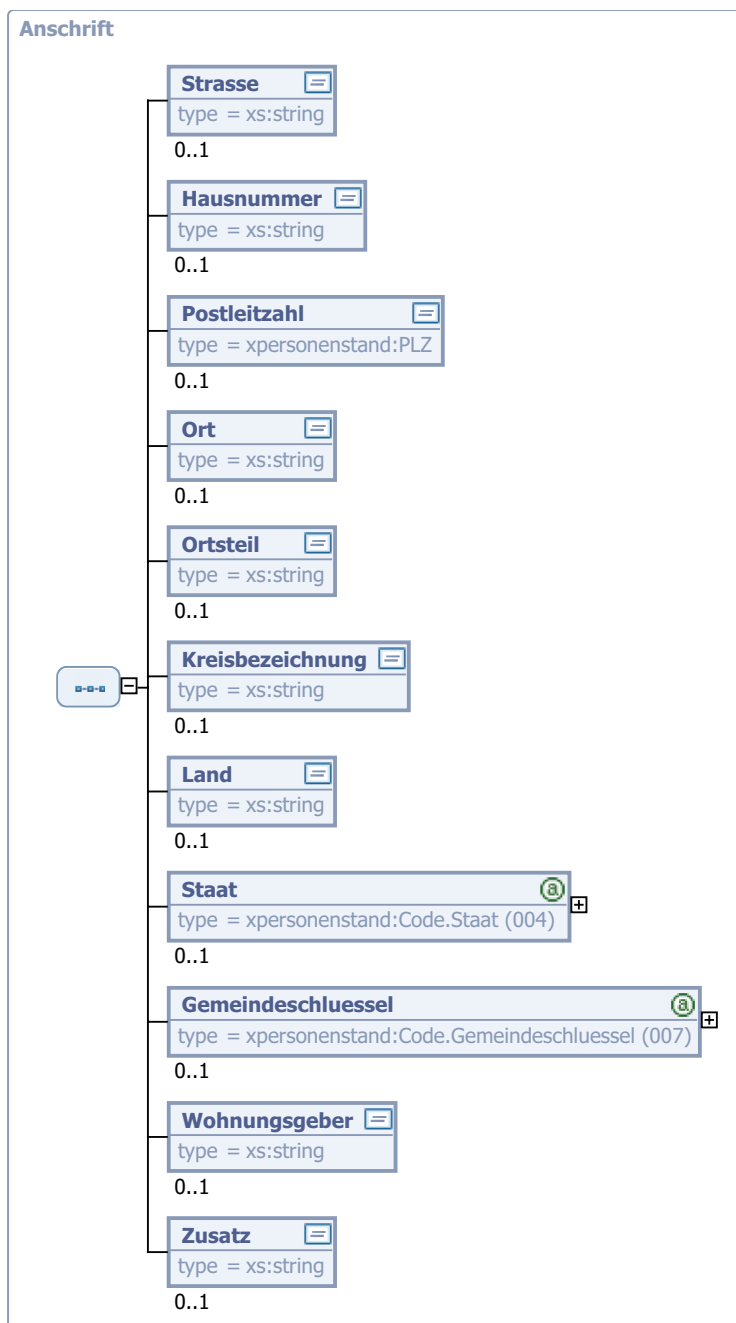 Anschrift
Strasse
type = xs:string
0..1
Hausnummer
type = xs:string
0..1
Postleitzahl
type = xpersonenstand:PLZ
0..1
Ort
type = xs:string
0..1
Ortsteil
type = xs:string
0..1
Kreisbezeichnung
type = xs:string
0..1
Land
type = xs:string
0..1
Staat
type = xpersonenstand:Code.Staat (004)
0..1
Gemeindeschluessel
type = xpersonenstand:Code.Gemeindeschluessel (007)
0..1
Wohnungsgeber
type = xs:string
0..1
Zusatz
type = xs:string
0..1